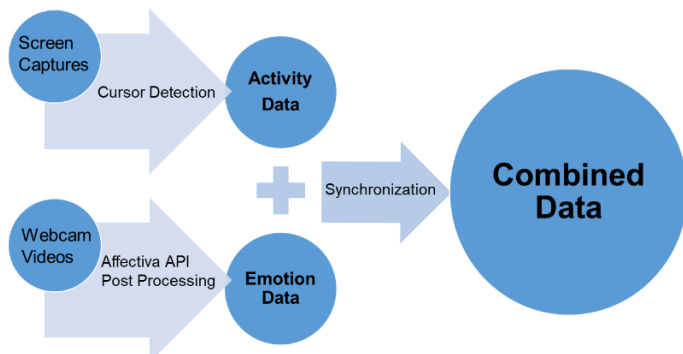 Screen
Captures
Cursor Detection
Activity
Data
Synchronization
Combined
Data
Webcam
Videos
Affectiva API
Post Processing
Emotion
Data